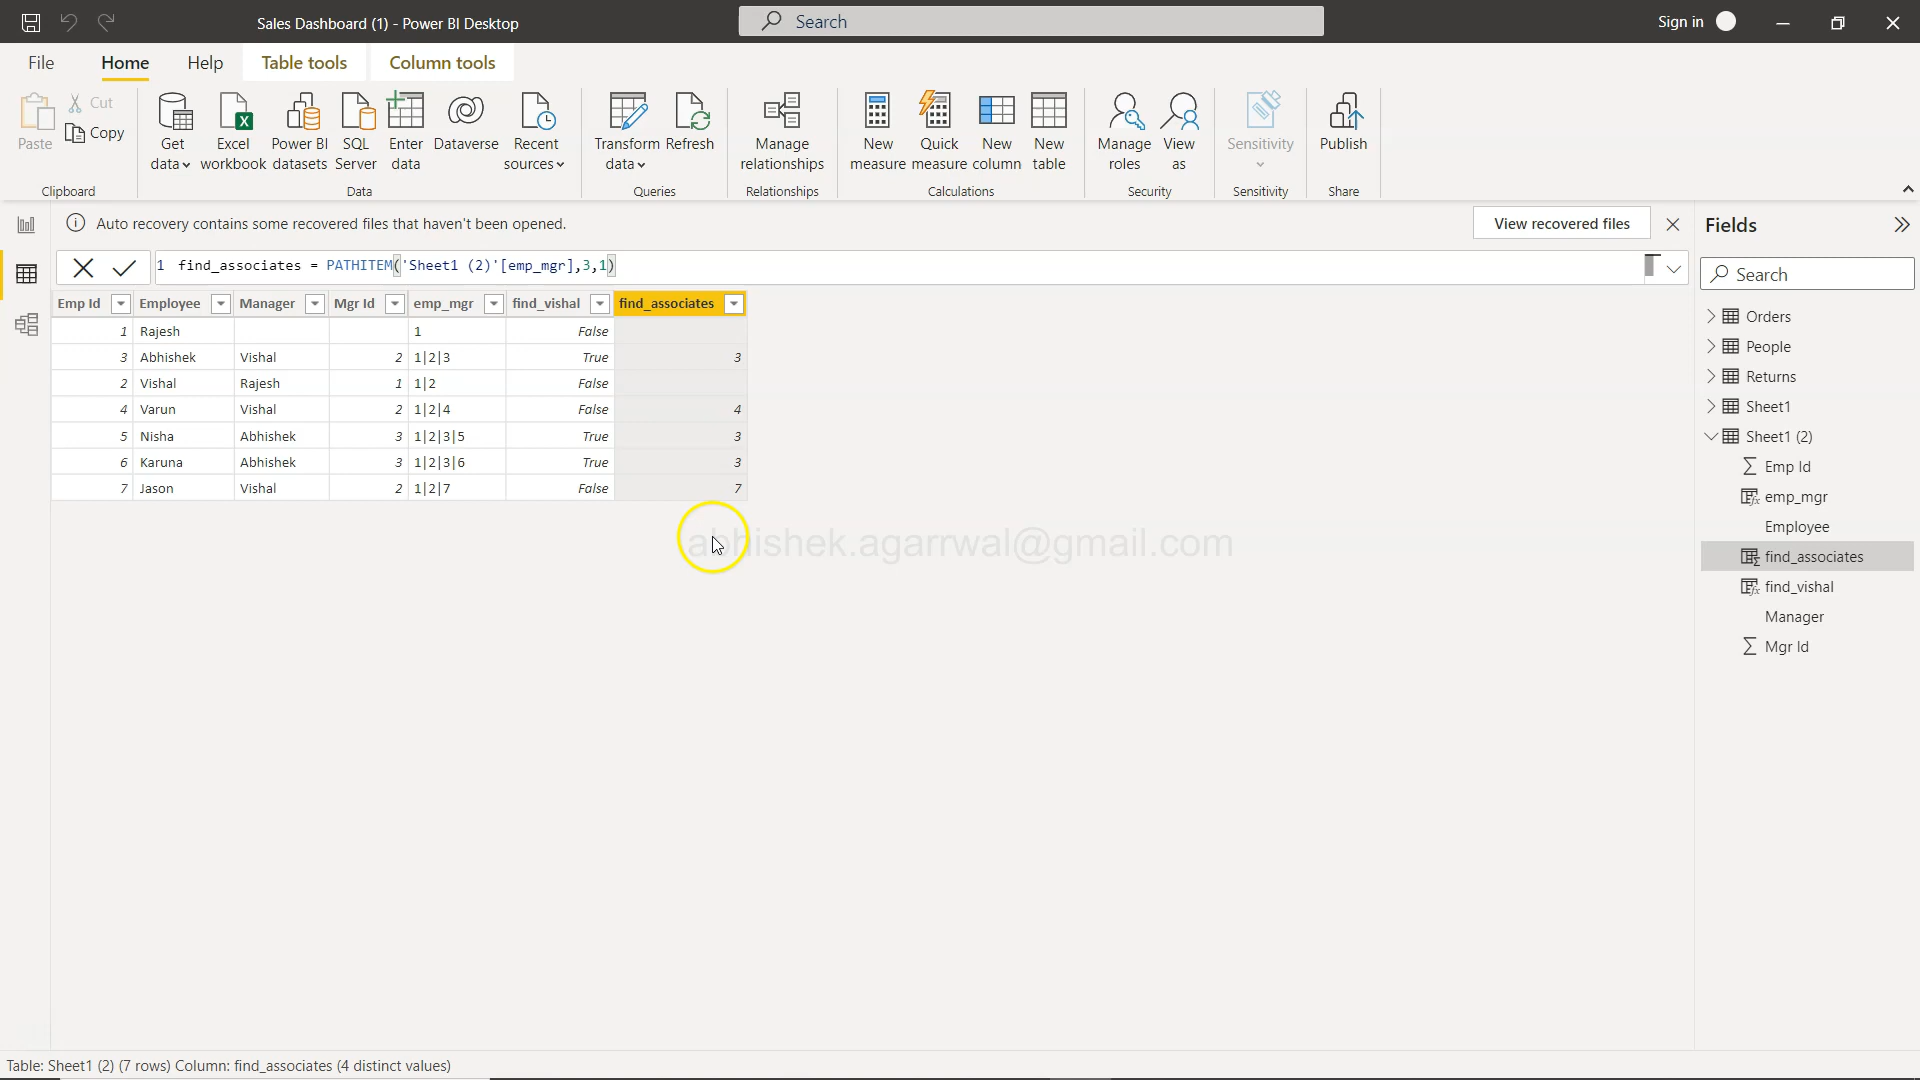 Sales Dashboard (1) - Power BI Desktop
Search
Sign in
File Home Help Table tools Column tools
Paste
Cut
Copy
Get data
Excel workbook
Power BI datasets
SQL Server
Enter data
Dataverse
Recent sources
Transform data
Refresh
Manage relationships
New measure
Quick measure
New column
New table
Manage roles
View as
Sensitivity
Publish
Clipboard Data Queries Relationships Calculations Security Sensitivity Share
Auto recovery contains some recovered files that haven't been opened.
View recovered files
1 find_associates = PATHITEM('Sheet1 (2)'[emp_mgr],3,1)
Emp Id Employee Manager Mgr Id emp_mgr find_vishal find_associates
1 Rajesh 1 False
3 Abhishek Vishal 2 1|2|3 True 3
2 Vishal Rajesh 1 1|2 False
4 Varun Vishal 2 1|2|4 False 4
5 Nisha Abhishek 3 1|2|3|5 True 3
6 Karuna Abhishek 3 1|2|3|6 True 3
7 Jason Vishal 2 1|2|7 False 7
abhishek.agarrwal@gmail.com
Fields
Search
Orders
People
Returns
Sheet1
Sheet1 (2)
Emp Id
emp_mgr
Employee
find_associates
find_vishal
Manager
Mgr Id
Table: Sheet1 (2) (7 rows) Column: find_associates (4 distinct values)